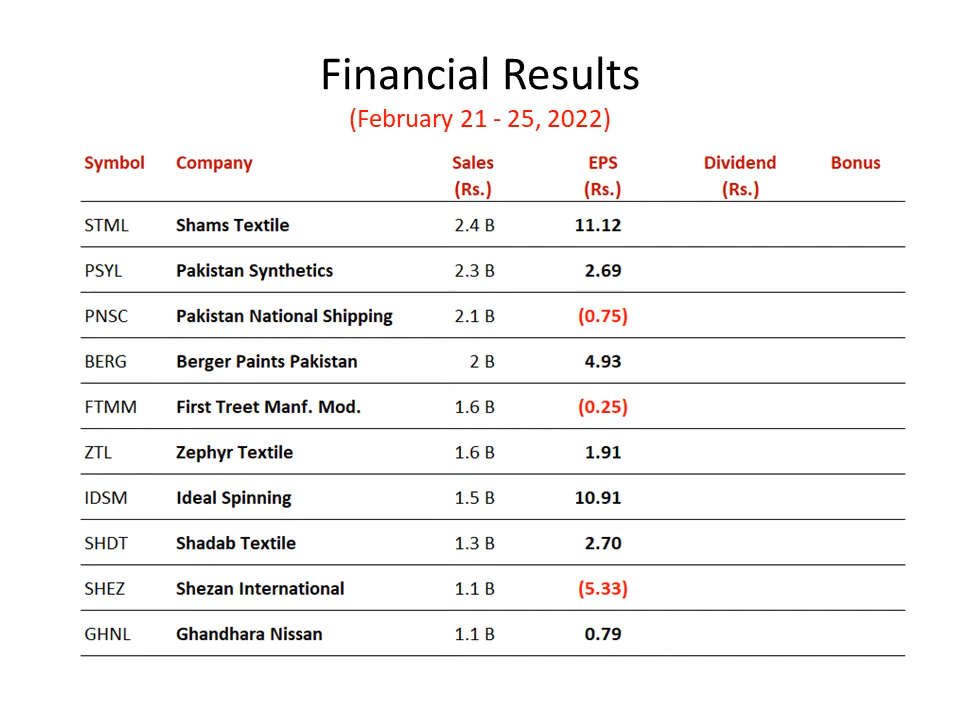 Financial Results
(February 21 - 25, 2022)
Symbol Company Sales EPS Dividend Bonus
(Rs.) (Rs.) (Rs.)
STML Shams Textile 2.4 B 11.12
PSYL Pakistan Synthetics 2.3 B 2.69
PNSC Pakistan National Shipping 2.1 B (0.75)
BERG Berger Paints Pakistan 2 B 4.93
FTMM First Treet Manf. Mod. 1.6 B (0.25)
ZTL Zephyr Textile 1.6 B 1.91
IDSM Ideal Spinning 1.5 B 10.91
SHDT Shadab Textile 1.3 B 2.70
SHEZ Shezan International 1.1 B (5.33)
GHNL Ghandhara Nissan 1.1 B 0.79